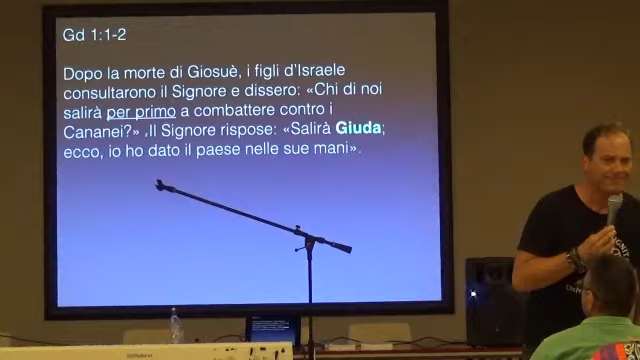 Gd 1:1-2
Dopo la morte di Giosuè, i figli d'Israele
consultarono il Signore e dissero: «Chi di noi
salirà per primo a combattere contro i
Cananei?» .Il Signore rispose: «Salirà Giuda;
ecco, io ho dato il paese nelle sue mani».